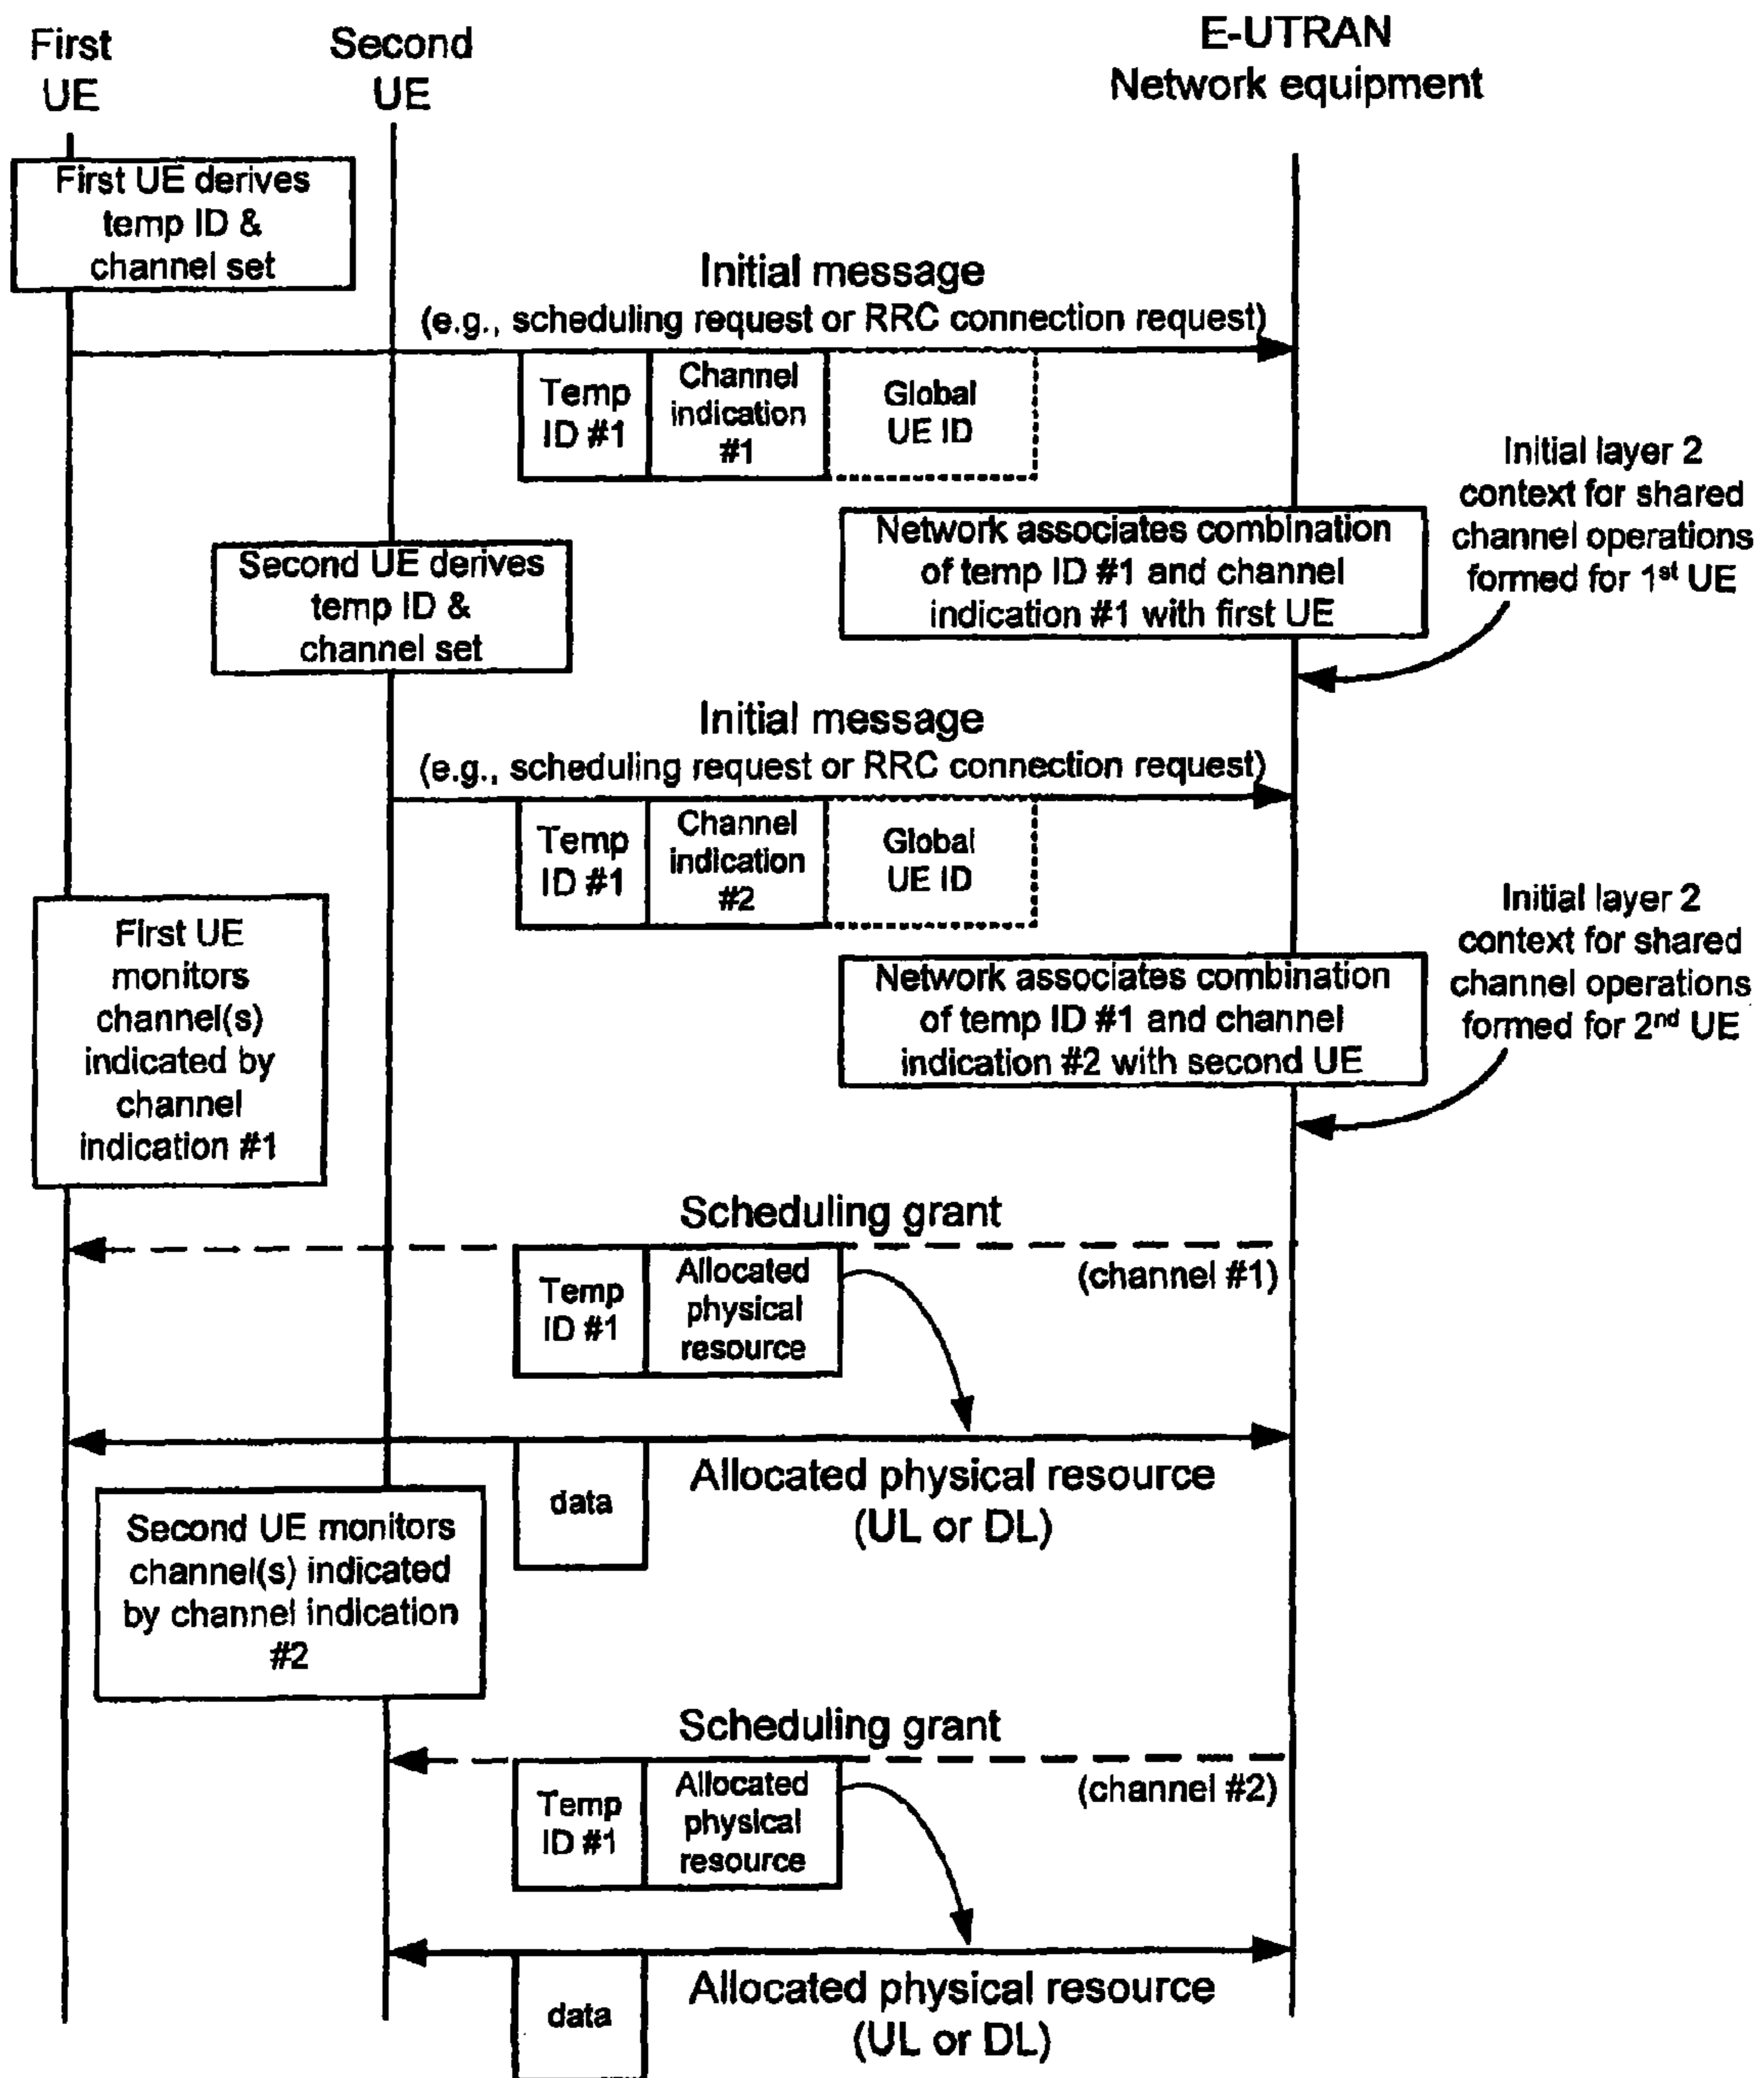 First
UE
Second
UE
E-UTRAN
Network equipment
First UE derives
temp ID &
channel set
Initial message
(e.g., scheduling request or RRC connection request)
Temp
ID #1
Channel
indication
#1
Global
UE ID
Initial layer 2
context for shared
channel operations
formed for 1st UE
Network associates combination
of temp ID #1 and channel
indication #1 with first UE
Second UE derives
temp ID &
channel set
Initial message
(e.g., scheduling request or RRC connection request)
Temp
ID #1
Channel
indication
#2
Global
UE ID
First UE
monitors
channel(s)
indicated by
channel
indication #1
Initial layer 2
context for shared
channel operations
formed for 2nd UE
Network associates combination
of temp ID #1 and channel
indication #2 with second UE
Scheduling grant
(channel #1)
Temp
ID #1
Allocated
physical
resource
data
Allocated physical resource
(UL or DL)
Second UE monitors
channel(s) indicated
by channel indication
#2
Scheduling grant
(channel #2)
Temp
ID #1
Allocated
physical
resource
data
Allocated physical resource
(UL or DL)